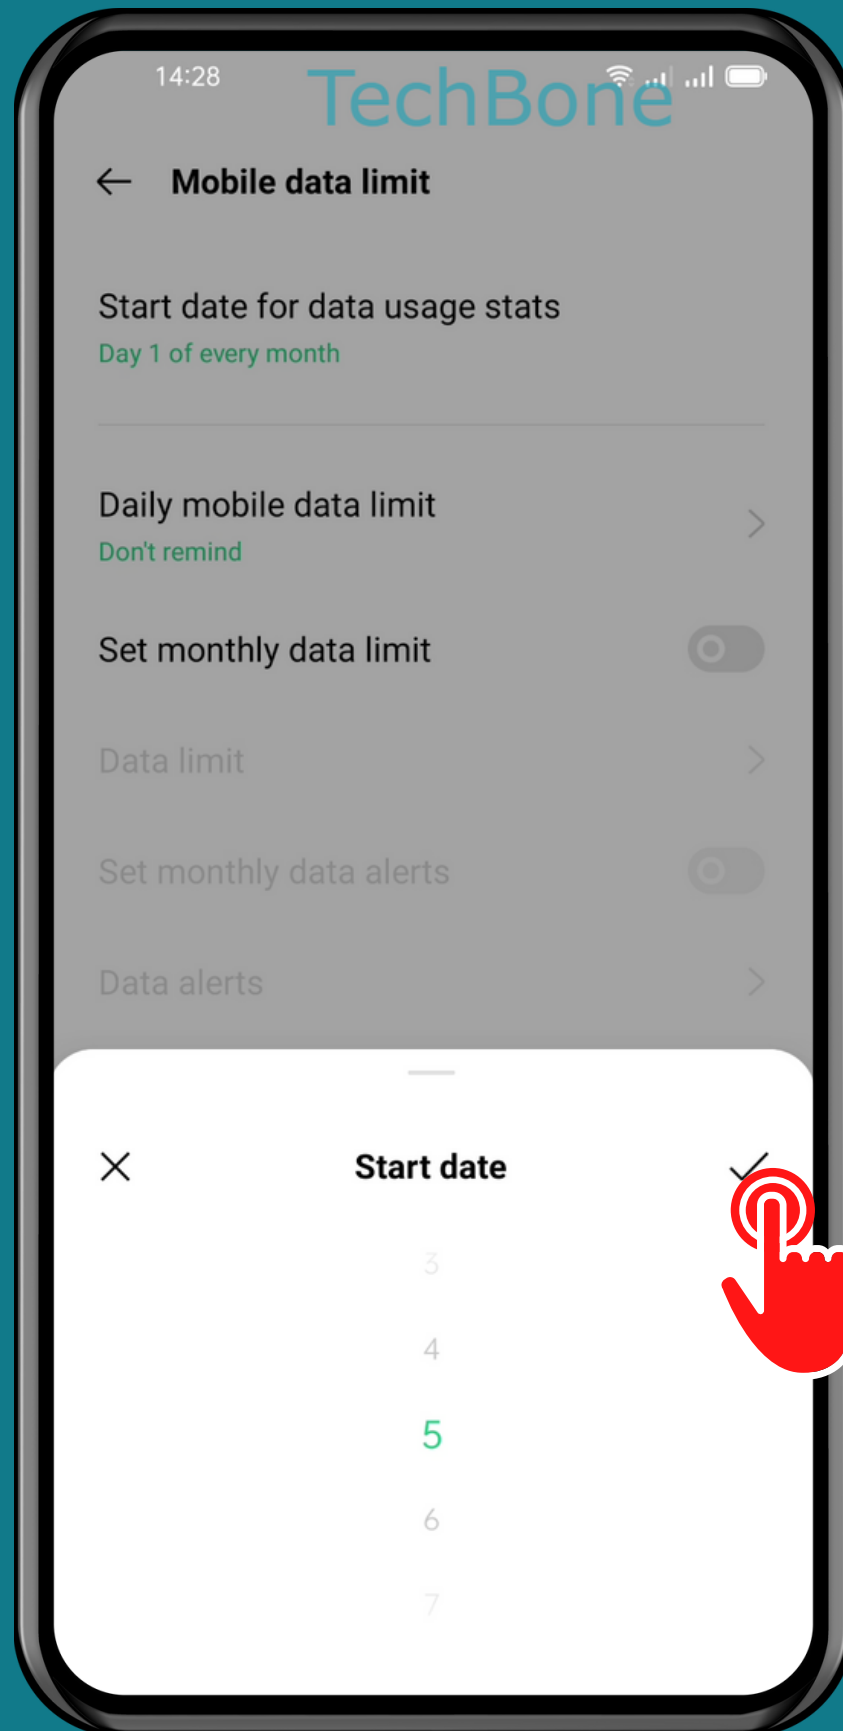 14:28
TechBone
Mobile data limit
Start date for data usage stats
Day 1 of every month
Daily mobile data limit
Don't remind
Set monthly data limit
Data limit
Set monthly data alerts
Data alerts
Start date
3
4
5
6
7